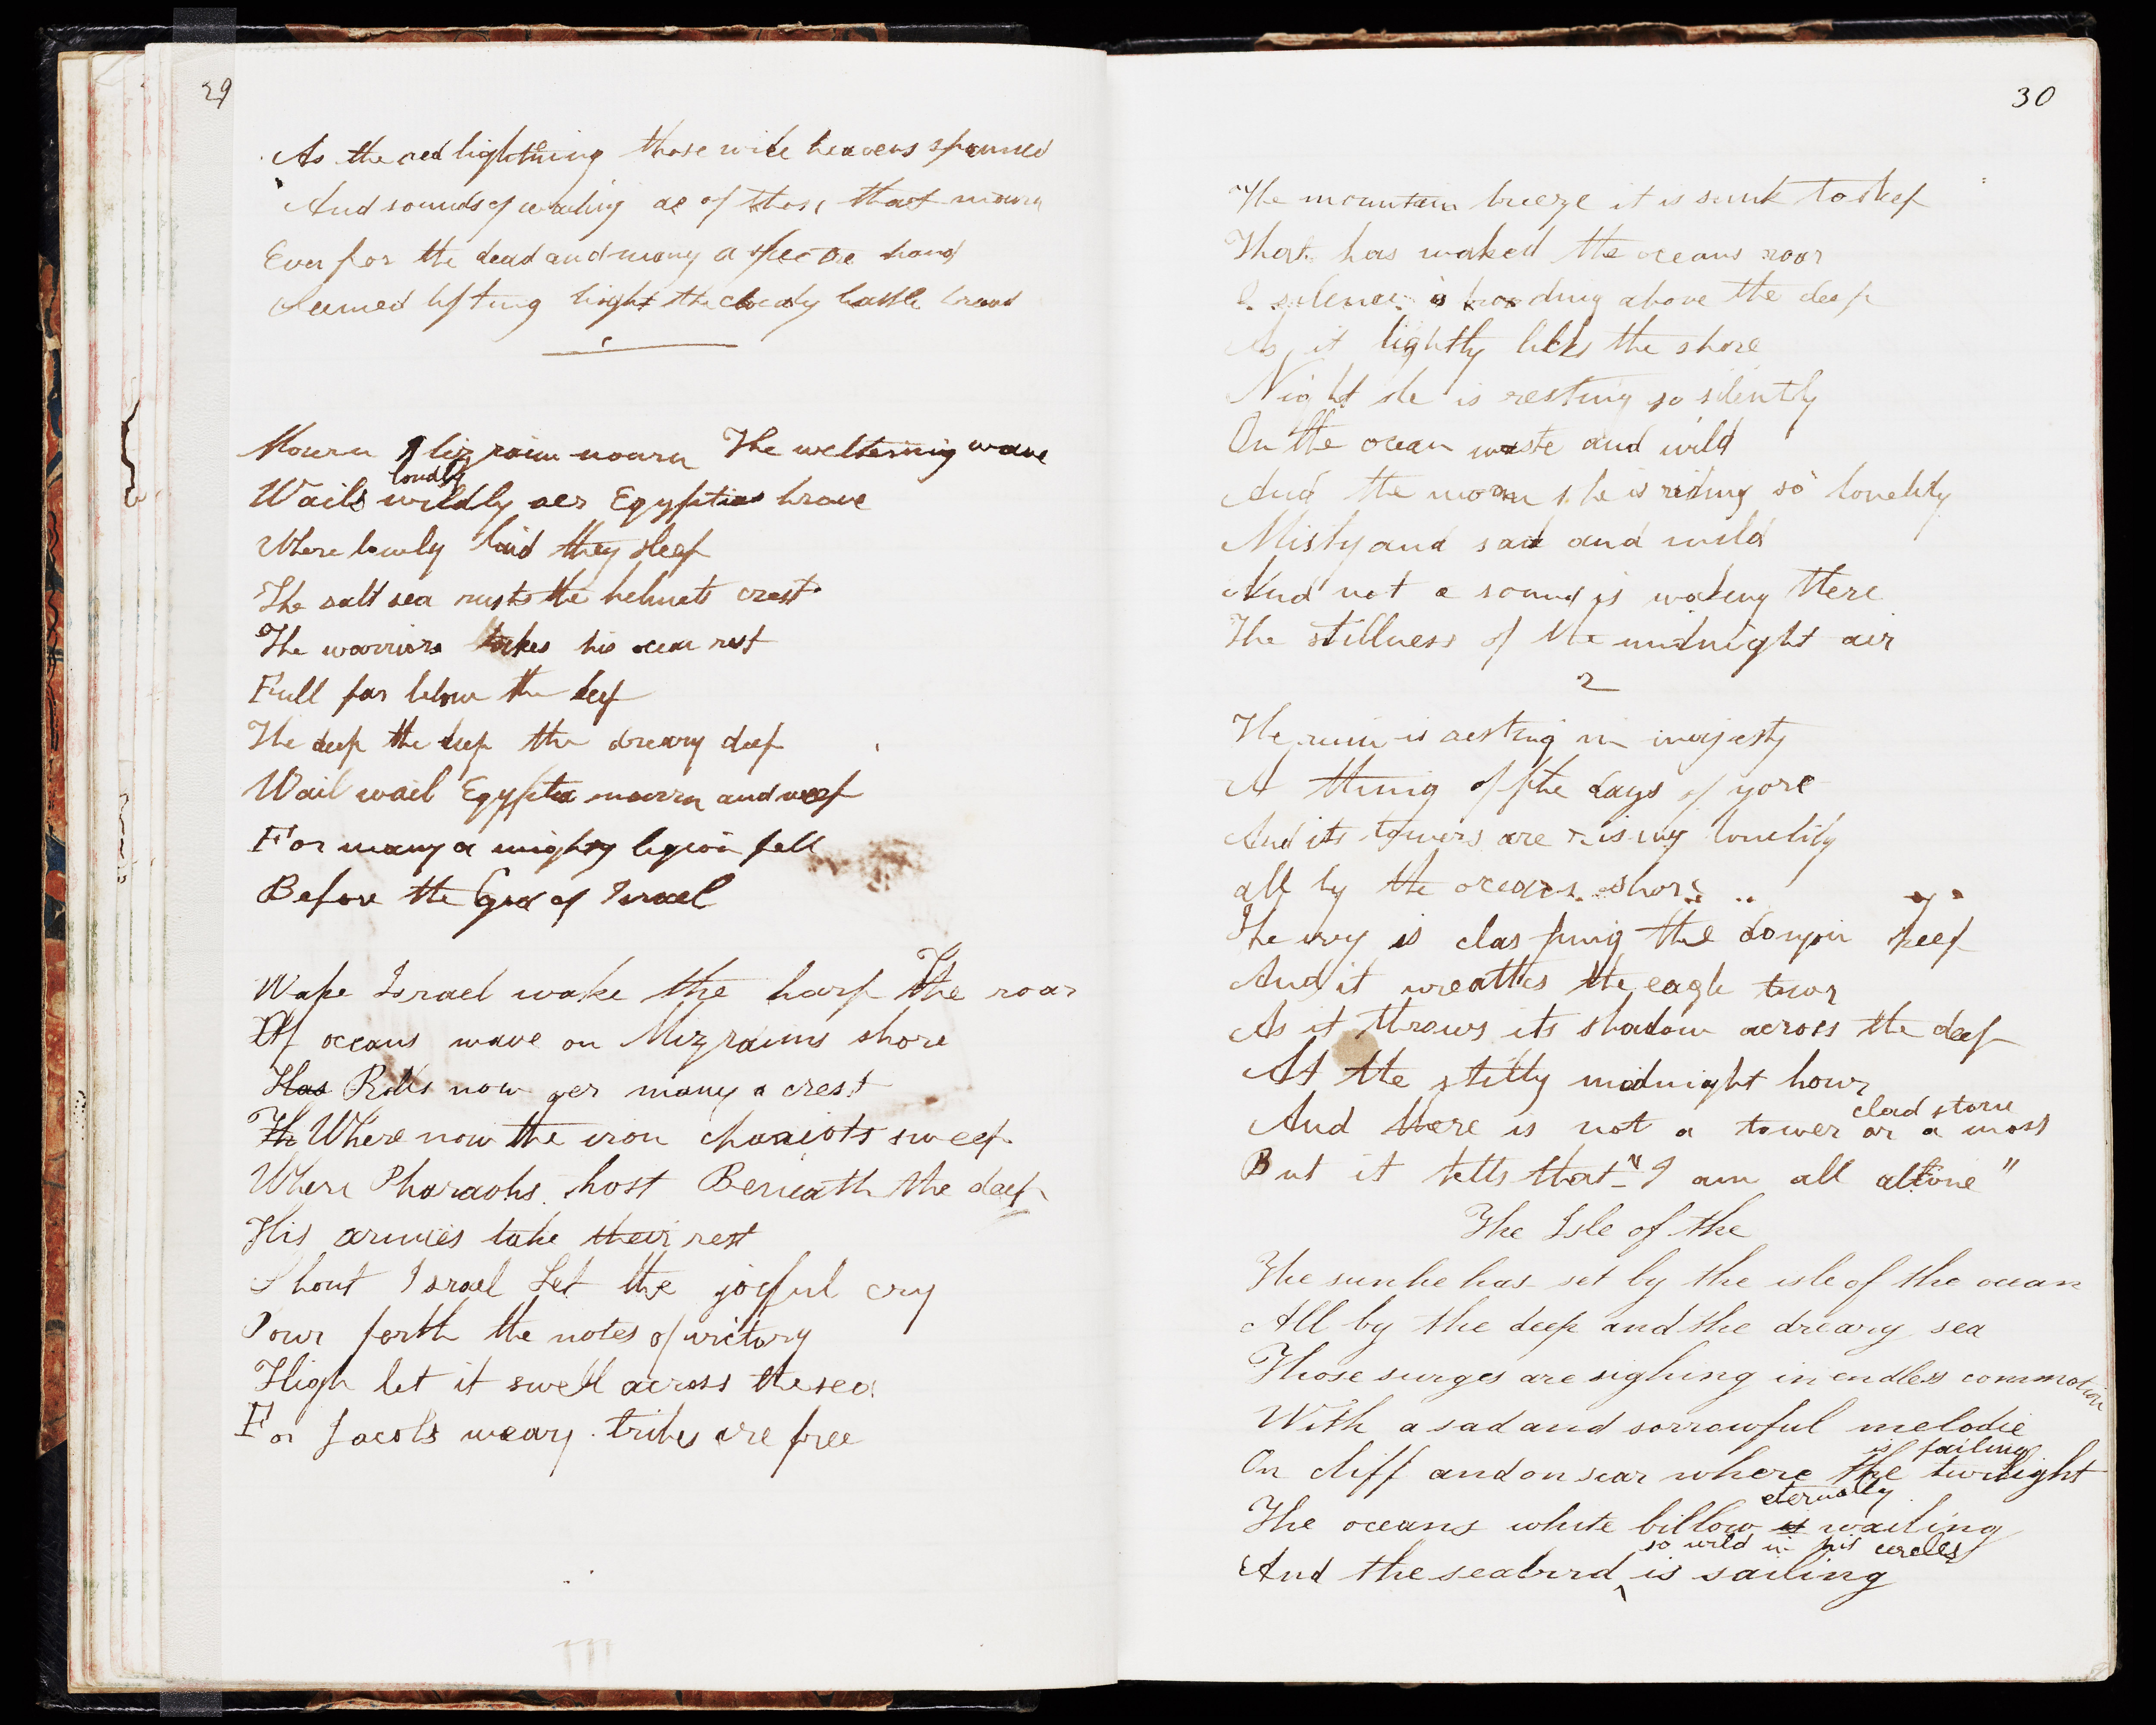 29
As the red lightning those wide heavens spanned
And sounds of wailing as of those that mourn
Ever for the dead and many a spectre hand
Seemed lifting high the cloudy battle brand
Mourn Mizraim mourn The weltering wave
loudly
Wails wildly oer Egyptias brave
Where lowly laid they sleep
The salt sea rusts the helmets crest
The warriors takes his ocean rest
Full far below the deep
The deep the deep the dreary deep
Wail wail Egypta mourn and weep
For many a mighty legion fell
Before the God of Israel
Wake Israel wake the harp The roar
Of oceans wave on Mizraims shore
Has Rolls now oer many a crest
Th Where now the iron chariots sweep
Where Pharaohs host Beneath the deep
His armies take their rest
Shout Israel Let the joyful cry
Pour forth the notes of victory
High let it swell across the sea
For Jacobs weary tribes are free
30
The mountain breeze it is sunk to sleep
That has waked the oceans roar
silence is brooding above the deep
As it lightly licks the shore
Night she is resting so silently
On the ocean waste and wild
And the moon she is riding so lonelily
Misty and sad and mild
And not a sound is waking there
The stillness of the midnight air
2
The ruin is resting in majesty
A thing of the days of yore
And its towers are rising lonelily
all by the oceans shore
The ivy is clasping the donjon keep
And it wreathes the eagle towr
As it throws its shadow across the deep
At the stilly midnight hour
clad stone
And there is not a tower or a moss
But it tells that "I am all alone"
The Isle of the
The sun he has set by the isle of the ocean
All by the deep and the dreary sea
Those surges are sighing in endless commotion
With a sad and sorrowful melodie
is failing
On cliff and on scar where the twilight
eternally
The oceans white billow is wailing
so wild in his circles
And the seabird is sailing